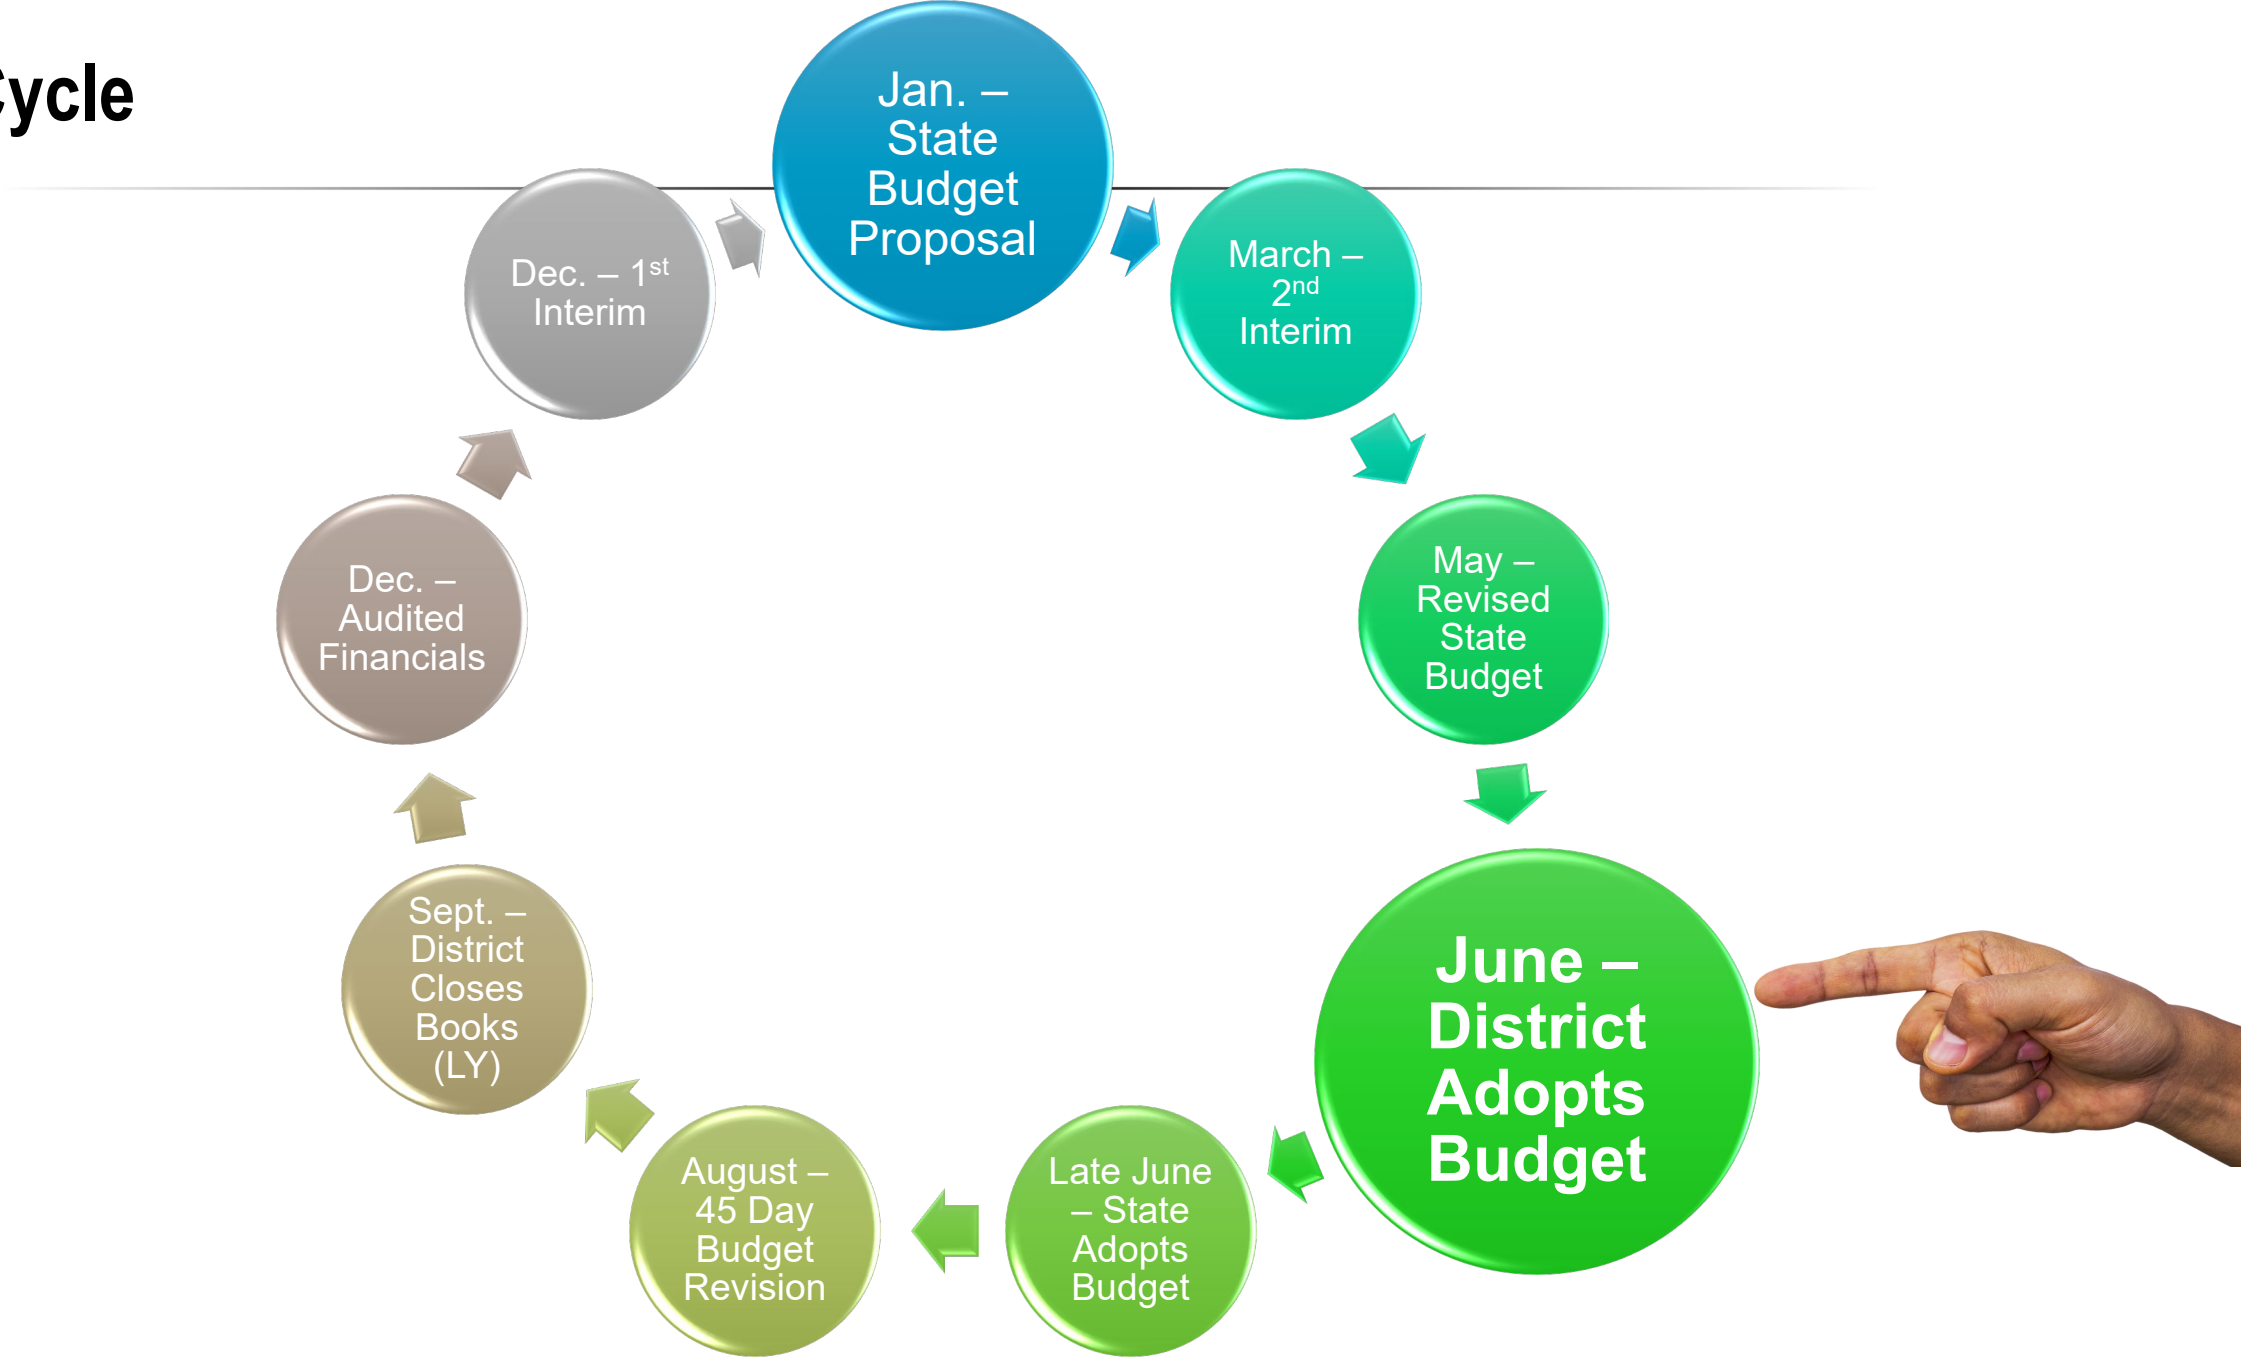 Cycle
Jan. –
State
Budget
Proposal
March –
2nd
Interim
May –
Revised
State
Budget
June –
District
Adopts
Budget
Late June
– State
Adopts
Budget
August –
45 Day
Budget
Revision
Sept. –
District
Closes
Books
(LY)
Dec. –
Audited
Financials
Dec. – 1st
Interim